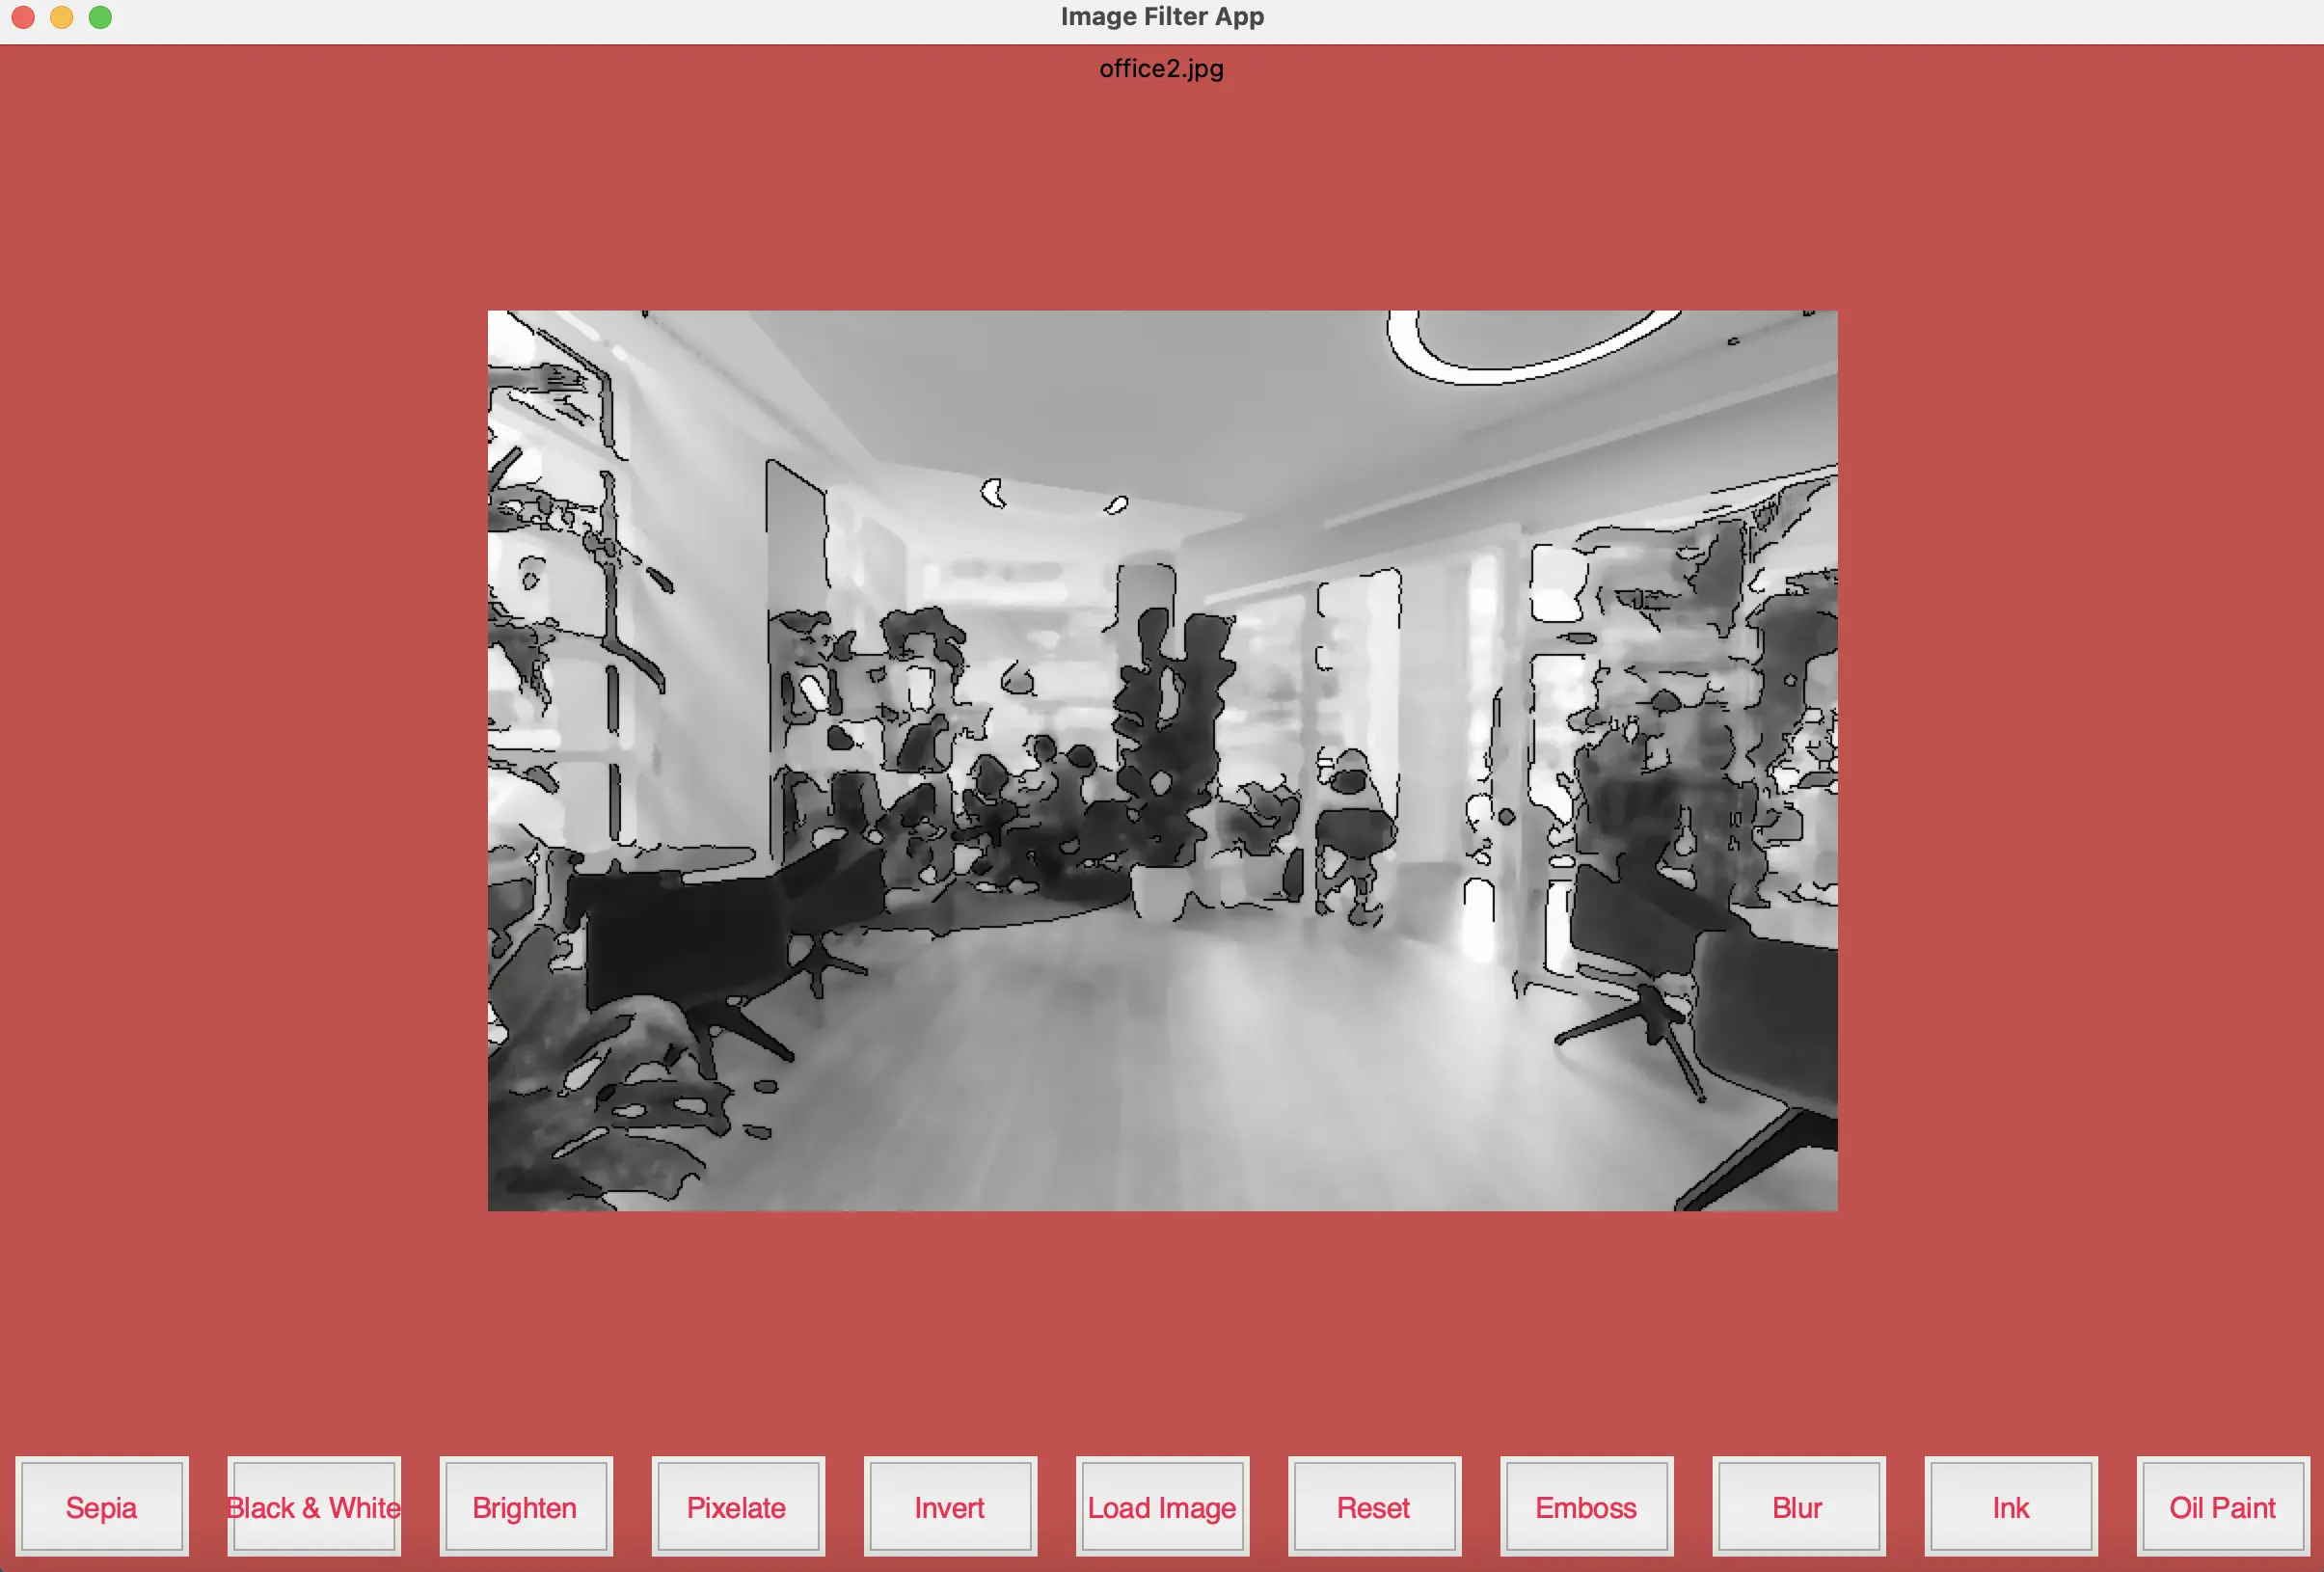 Image Filter App
office2.jpg
Sepia
Black & White
Brighten
Pixelate
Invert
Load Image
Reset
Emboss
Blur
Ink
Oil Paint